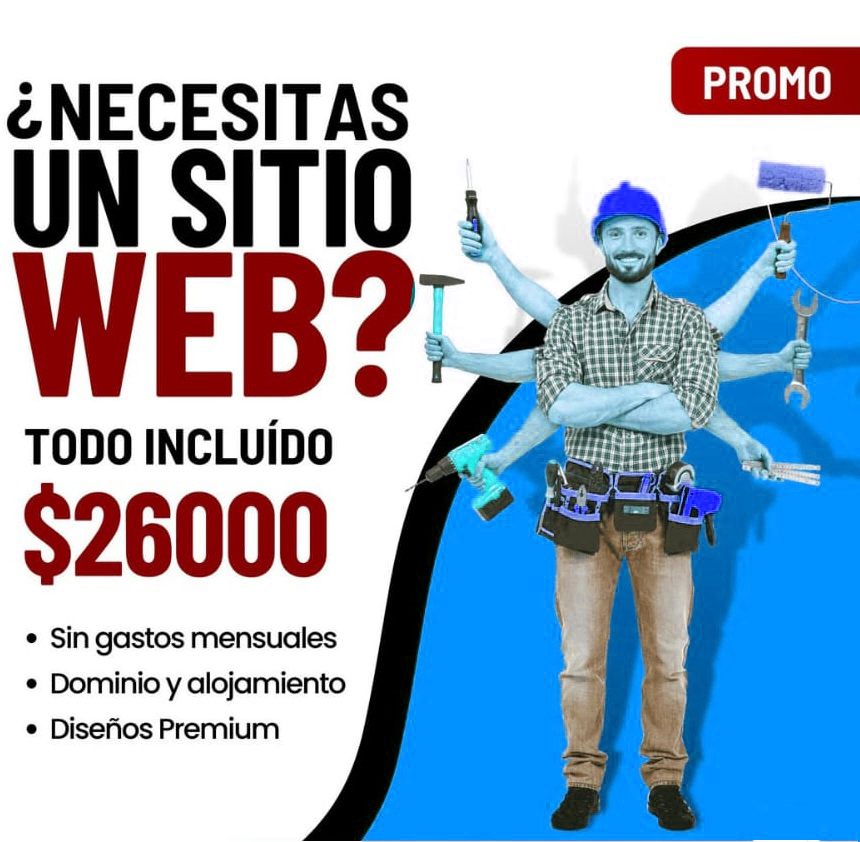 PROMO
¿NECESITAS
UN SITIO
WEB?
TODO INCLUÍDO
$26000
• Sin gastos mensuales
• Dominio y alojamiento
• Diseños Premium